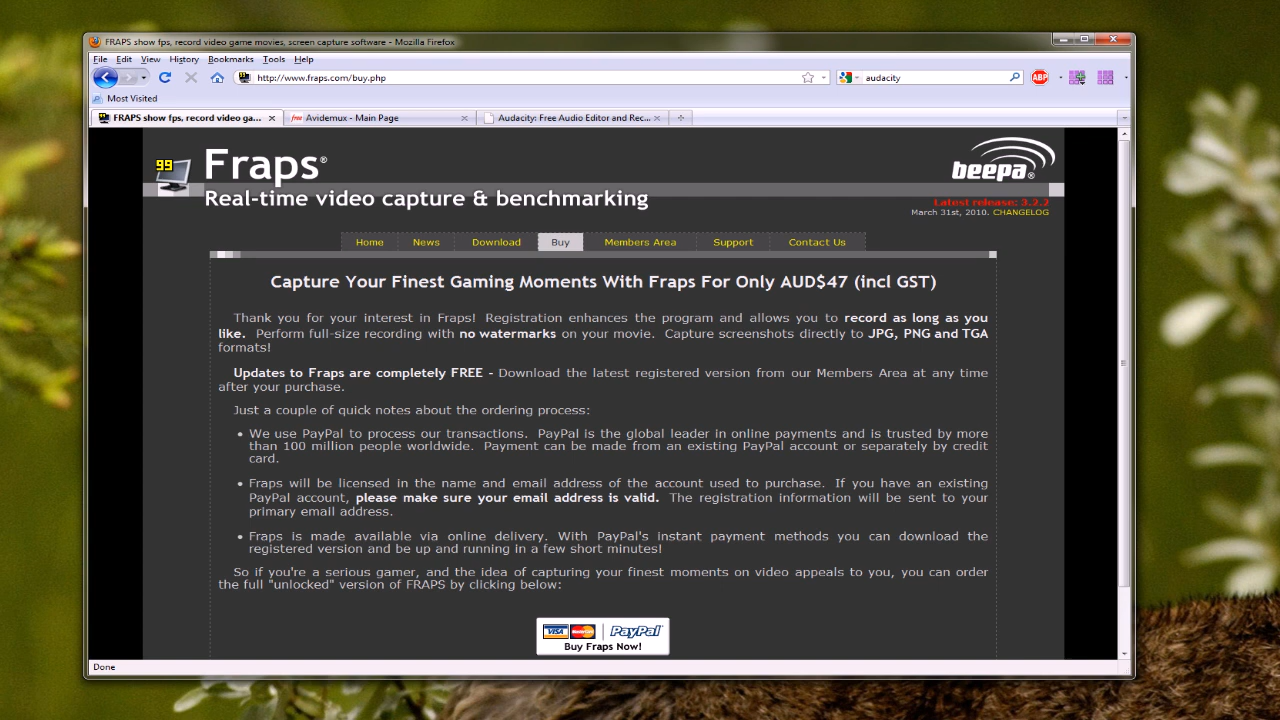 FRAPS show fps, record video game movies, screen capture software - Mozilla Firefox
File Edit View History Bookmarks Tools Help
http://www.fraps.com/buy.php audacity ABP
Most Visited
FRAPS show fps, record video ga... free Avidemux - Main Page Audacity: Free Audio Editor and Rec...
99 Fraps® beepa®
Real-time video capture & benchmarking
Latest release: 3.2.2
March 31st, 2010. CHANGELOG
Home News Download Buy Members Area Support Contact Us
Capture Your Finest Gaming Moments With Fraps For Only AUD$47 (incl GST)
Thank you for your interest in Fraps! Registration enhances the program and allows you to record as long as you
like. Perform full-size recording with no watermarks on your movie. Capture screenshots directly to JPG, PNG and TGA
formats!
Updates to Fraps are completely FREE - Download the latest registered version from our Members Area at any time
after your purchase.
Just a couple of quick notes about the ordering process:
• We use PayPal to process our transactions. PayPal is the global leader in online payments and is trusted by more
than 100 million people worldwide. Payment can be made from an existing PayPal account or separately by credit
card.
• Fraps will be licensed in the name and email address of the account used to purchase. If you have an existing
PayPal account, please make sure your email address is valid. The registration information will be sent to your
primary email address.
• Fraps is made available via online delivery. With PayPal's instant payment methods you can download the
registered version and be up and running in a few short minutes!
So if you're a serious gamer, and the idea of capturing your finest moments on video appeals to you, you can order
the full "unlocked" version of FRAPS by clicking below:
VISA MasterCard PayPal
Buy Fraps Now!
Done